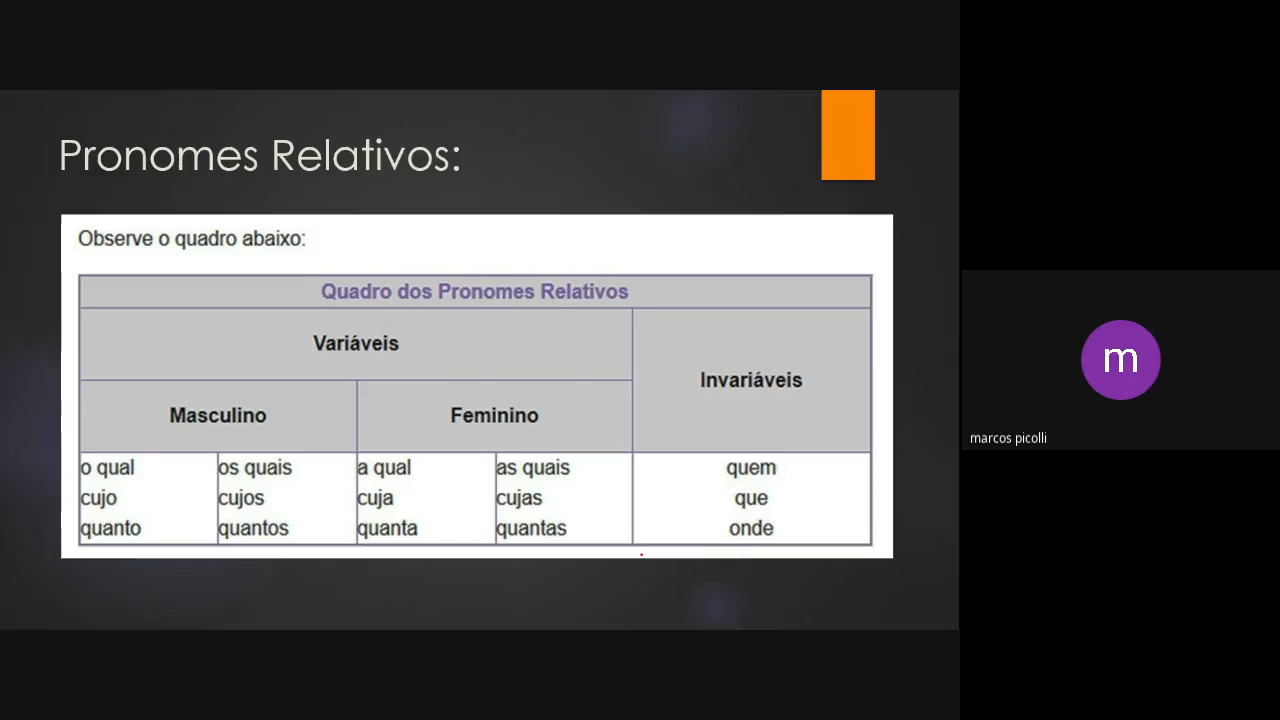 Pronomes Relativos:
Observe o quadro abaixo:
Quadro dos Pronomes Relativos
Variáveis
Invariáveis
Masculino
Feminino
o qual os quais a qual as quais quem
cujo cujos cuja cujas que
quanto quantos quanta quantas onde
m
marcos picolli